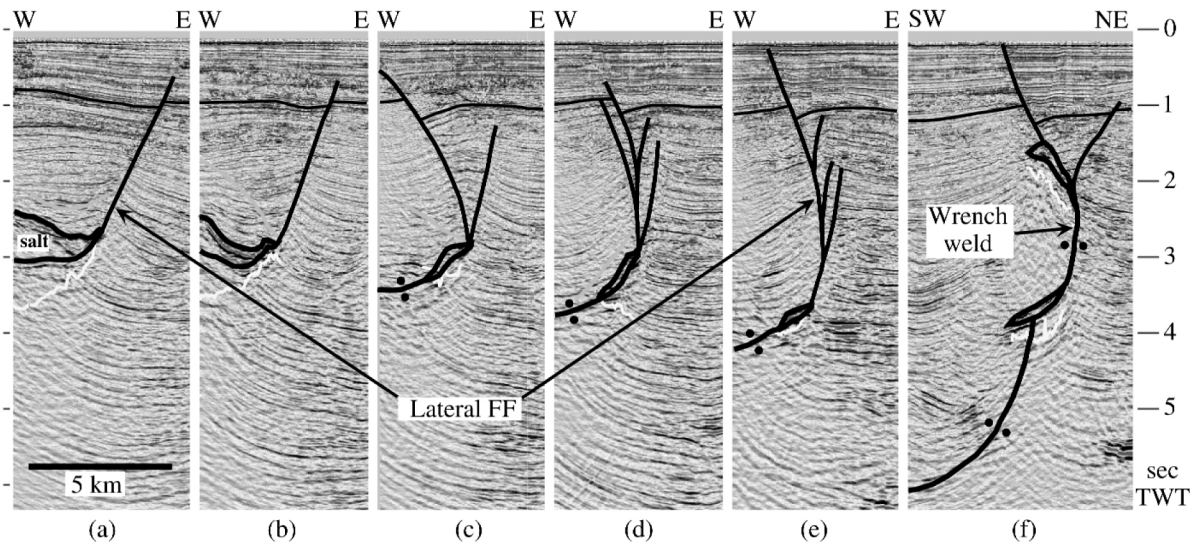 W E W E W E W E W E SW NE
0
1
2
3
4
5
sec
TWT
salt
Wrench
weld
Lateral FF
5 km
(a) (b) (c) (d) (e) (f)